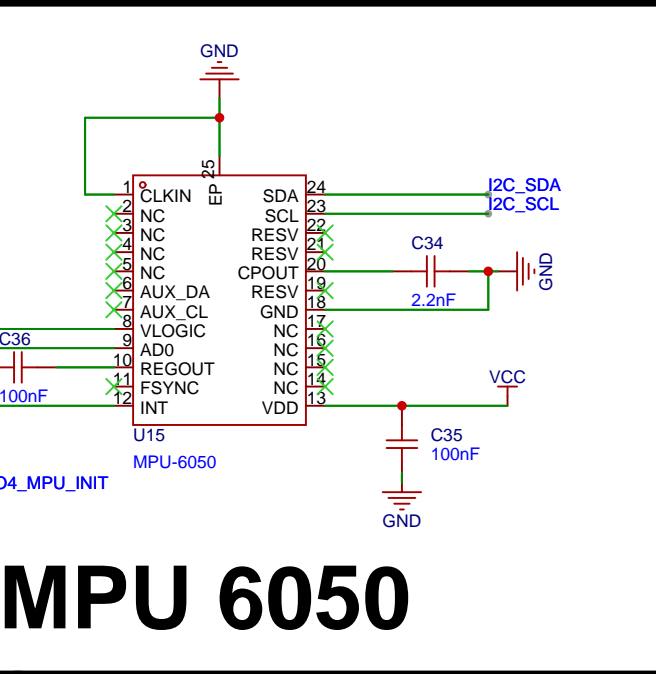 GND
EP 25
1 CLKIN
2 NC
3 NC
4 NC
5 NC
6 AUX_DA
7 AUX_CL
8 VLOGIC
9 AD0
10 REGOUT
11 FSYNC
12 INT
SDA 24
SCL 23
RESV 22
RESV 21
CPOUT 20
RESV 19
GND 18
NC 17
NC 16
NC 15
NC 14
VDD 13
I2C_SDA
I2C_SCL
C34
2.2nF
GND
C36
100nF
VCC
C35
100nF
GND
U15
MPU-6050
04_MPU_INIT
MPU 6050